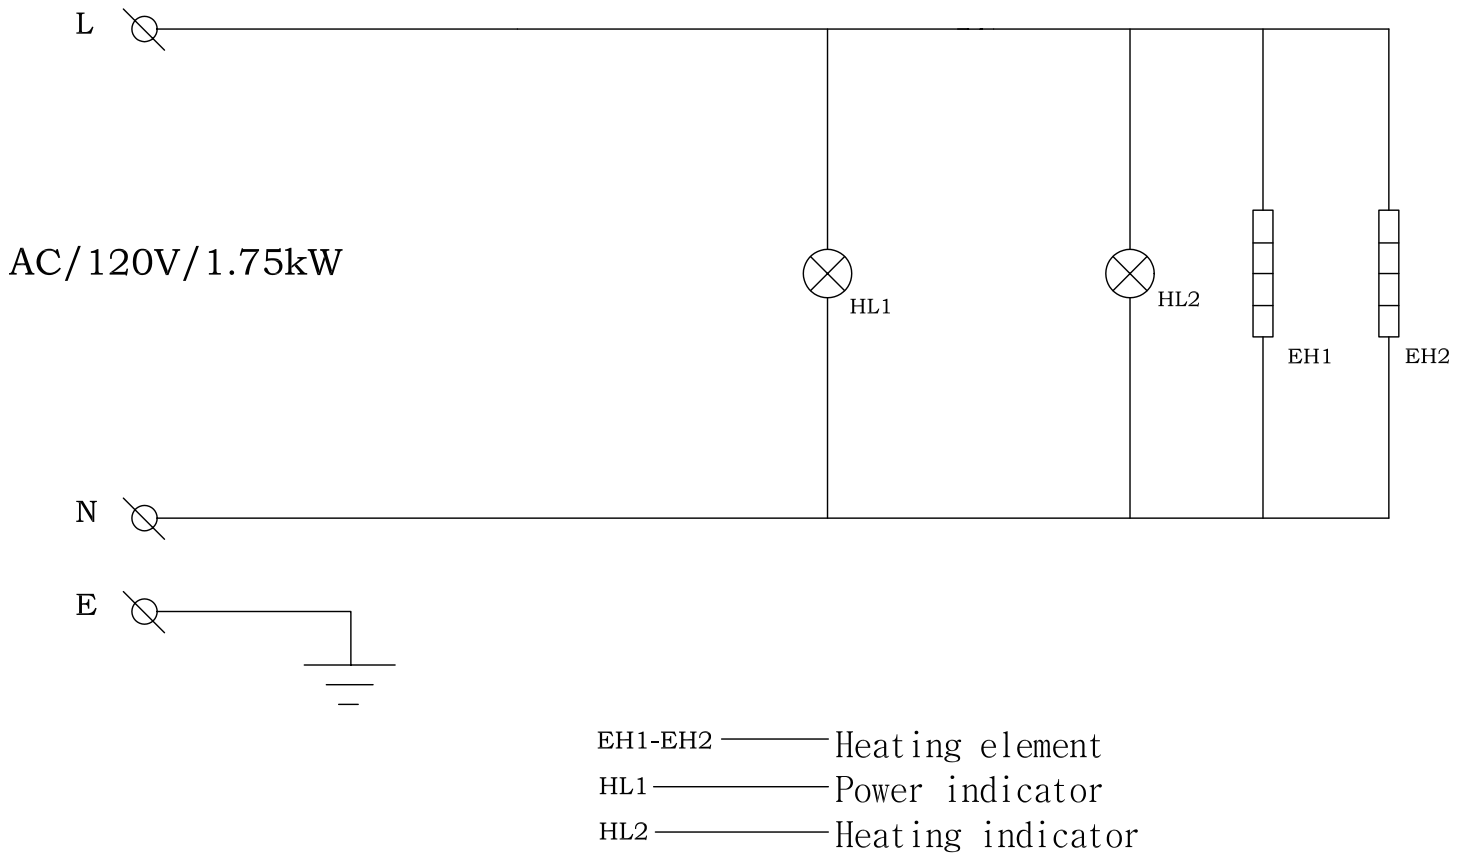 L
AC/120V/1.75kW
HL1
HL2
EH1
EH2
N
E
EH1-EH2 Heating element
HL1 Power indicator
HL2 Heating indicator